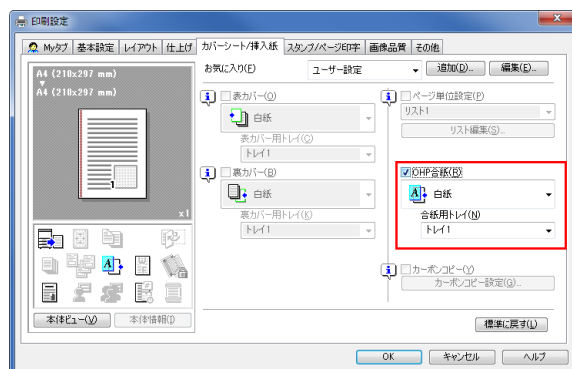 印刷設定
Myタブ 基本設定 レイアウト 仕上げ カバーシート/挿入紙 スタンプ/ページ印字 画像品質 その他
A4 (210x297 mm)
A4 (210x297 mm)
1
x1
本体ビュー(V) 本体情報(I)
お気に入り(F) ユーザー設定 追加(D)... 編集(E)...
表カバー(O)
白紙
表カバー用トレイ(C)
トレイ1
裏カバー(B)
白紙
裏カバー用トレイ(K)
トレイ1
ページ単位設定(P)
リスト1
リスト編集(S)...
OHP合紙(R)
A 白紙
合紙用トレイ(N)
トレイ1
カーボンコピー(Y)
カーボンコピー設定(G)...
標準に戻す(L)
OK キャンセル ヘルプ